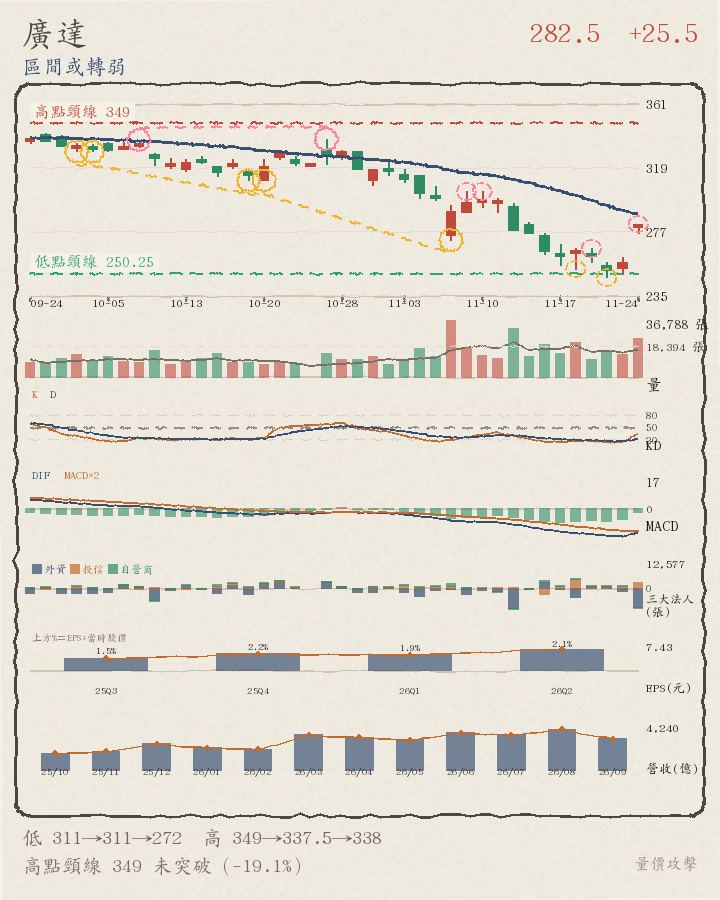 廣達
282.5 +25.5
區間或轉弱
高點頸線 349
361
319
277
235
低點頸線 250.25
09-24 10-05 10-13 10-20 10-28 11-03 11-10 11-17 11-24
36,788 張
18,394 張
量
K D
80
50
20
KD
DIF MACD×2
17
0
MACD
外資 投信 自營商
12,577
0
三大法人
(張)
上方%=EPS÷當時股價
1.5% 2.2% 1.9% 2.1%
7.43
25Q3 25Q4 26Q1 26Q2
EPS(元)
4,240
25/10 25/11 25/12 26/01 26/02 26/03 26/04 26/05 26/06 26/07 26/08 26/09
營收(億)
低 311→311→272 高 349→337.5→338
高點頸線 349 未突破 (-19.1%)
量價攻擊